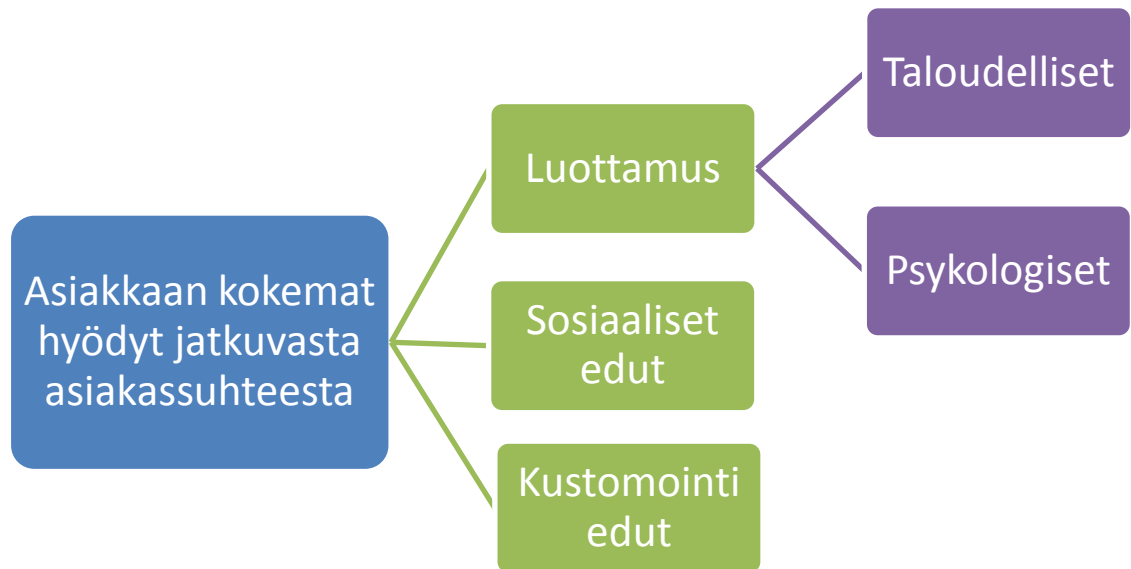 Asiakkaan kokemat
hyödyt jatkuvasta
asiakassuhteesta
Luottamus
Sosiaaliset
edut
Kustomointi
edut
Taloudelliset
Psykologiset